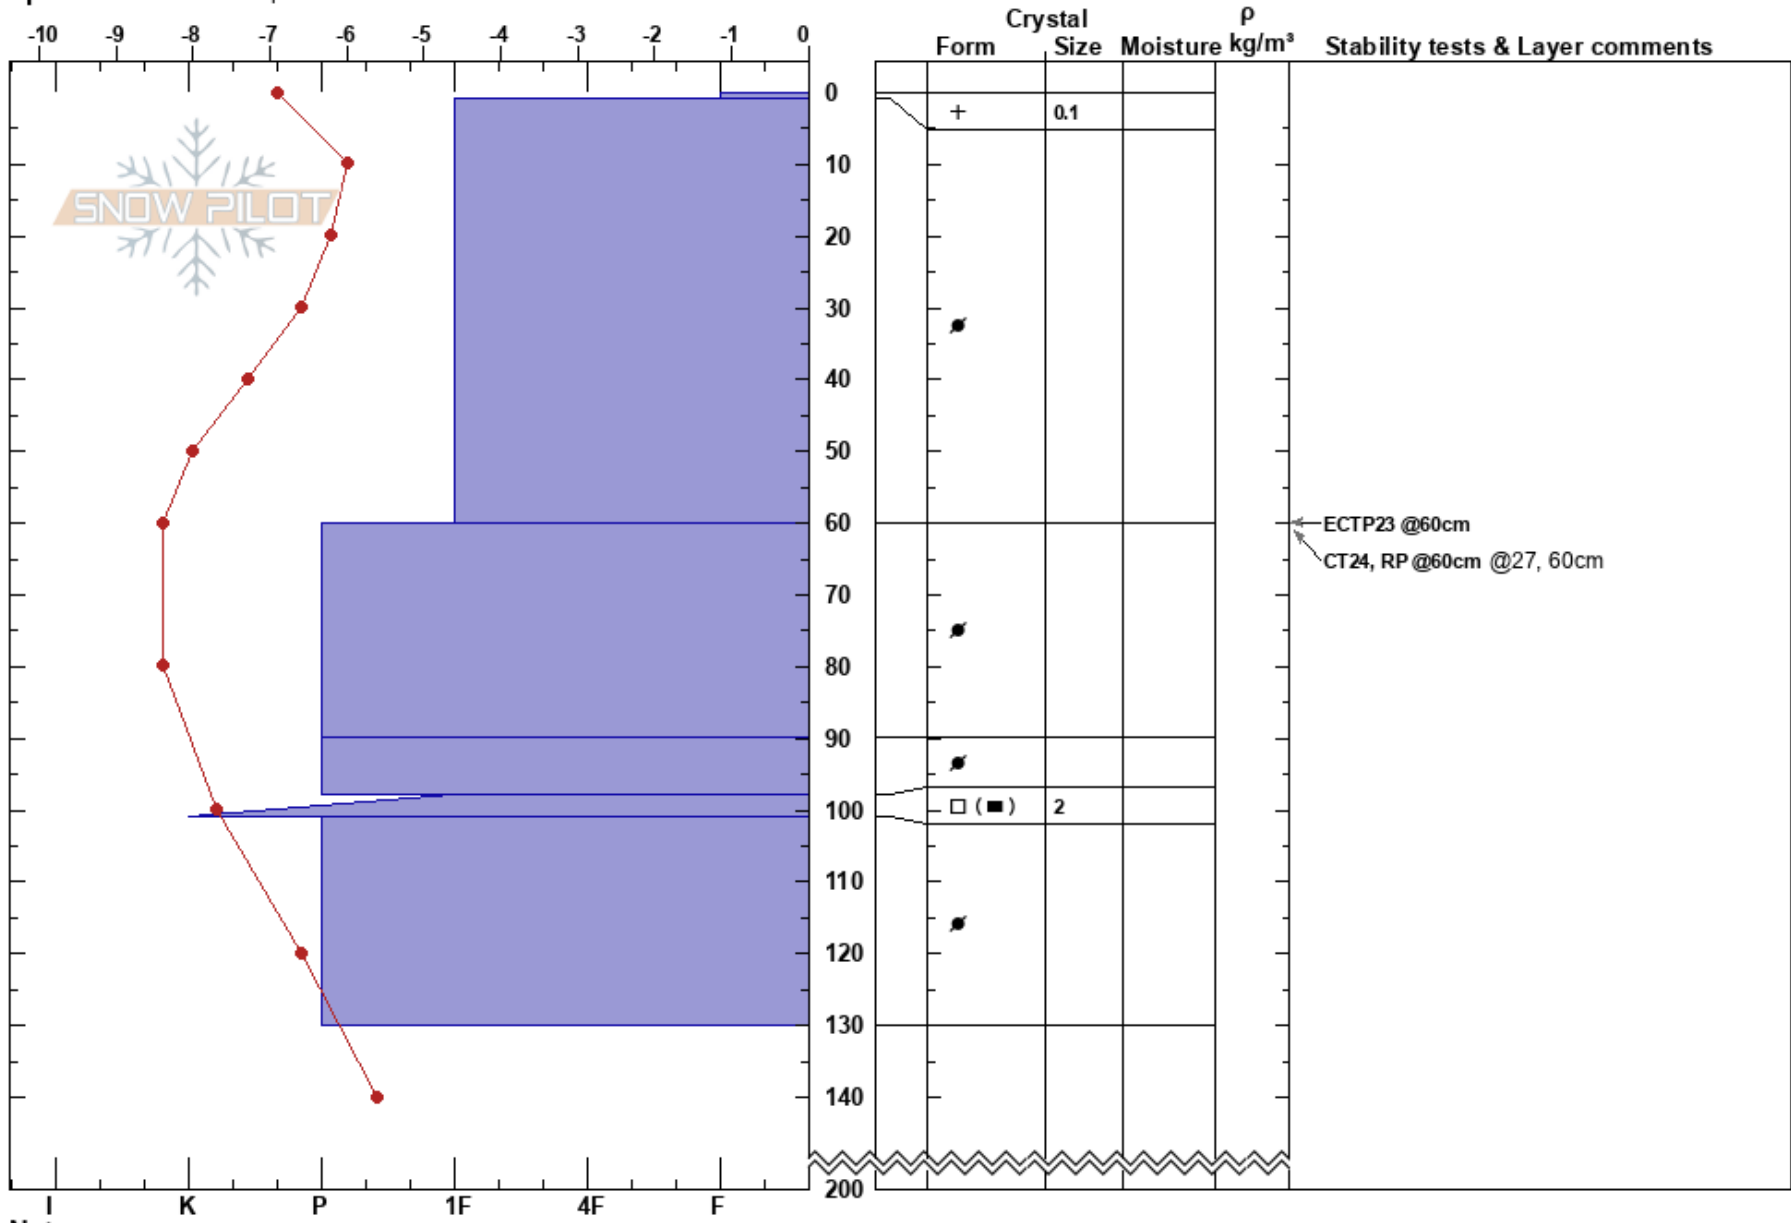 Crystal ρ
-10 -9 -8 -7 -6 -5 -4 -3 -2 -1 0 Form Size Moisture kg/m³ Stability tests & Layer comments
0
+ 0.1
10
SNOW PILOT
20
30
40
50
60 ECTP23 @60cm
CT24, RP @60cm @27, 60cm
70
80
90
100 ( ) 2
110
120
130
140
200
I K P 1F 4F F